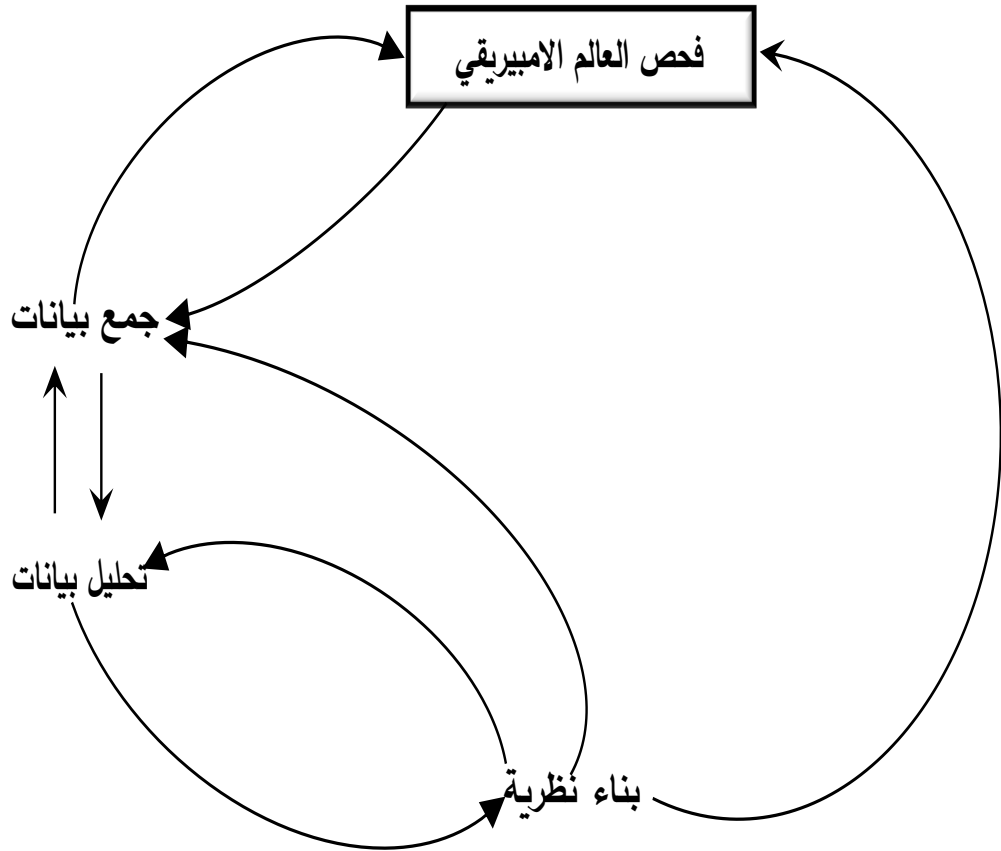 فحص العالم الامبيريقي
جمع بيانات
تحليل بيانات
بناء نظرية